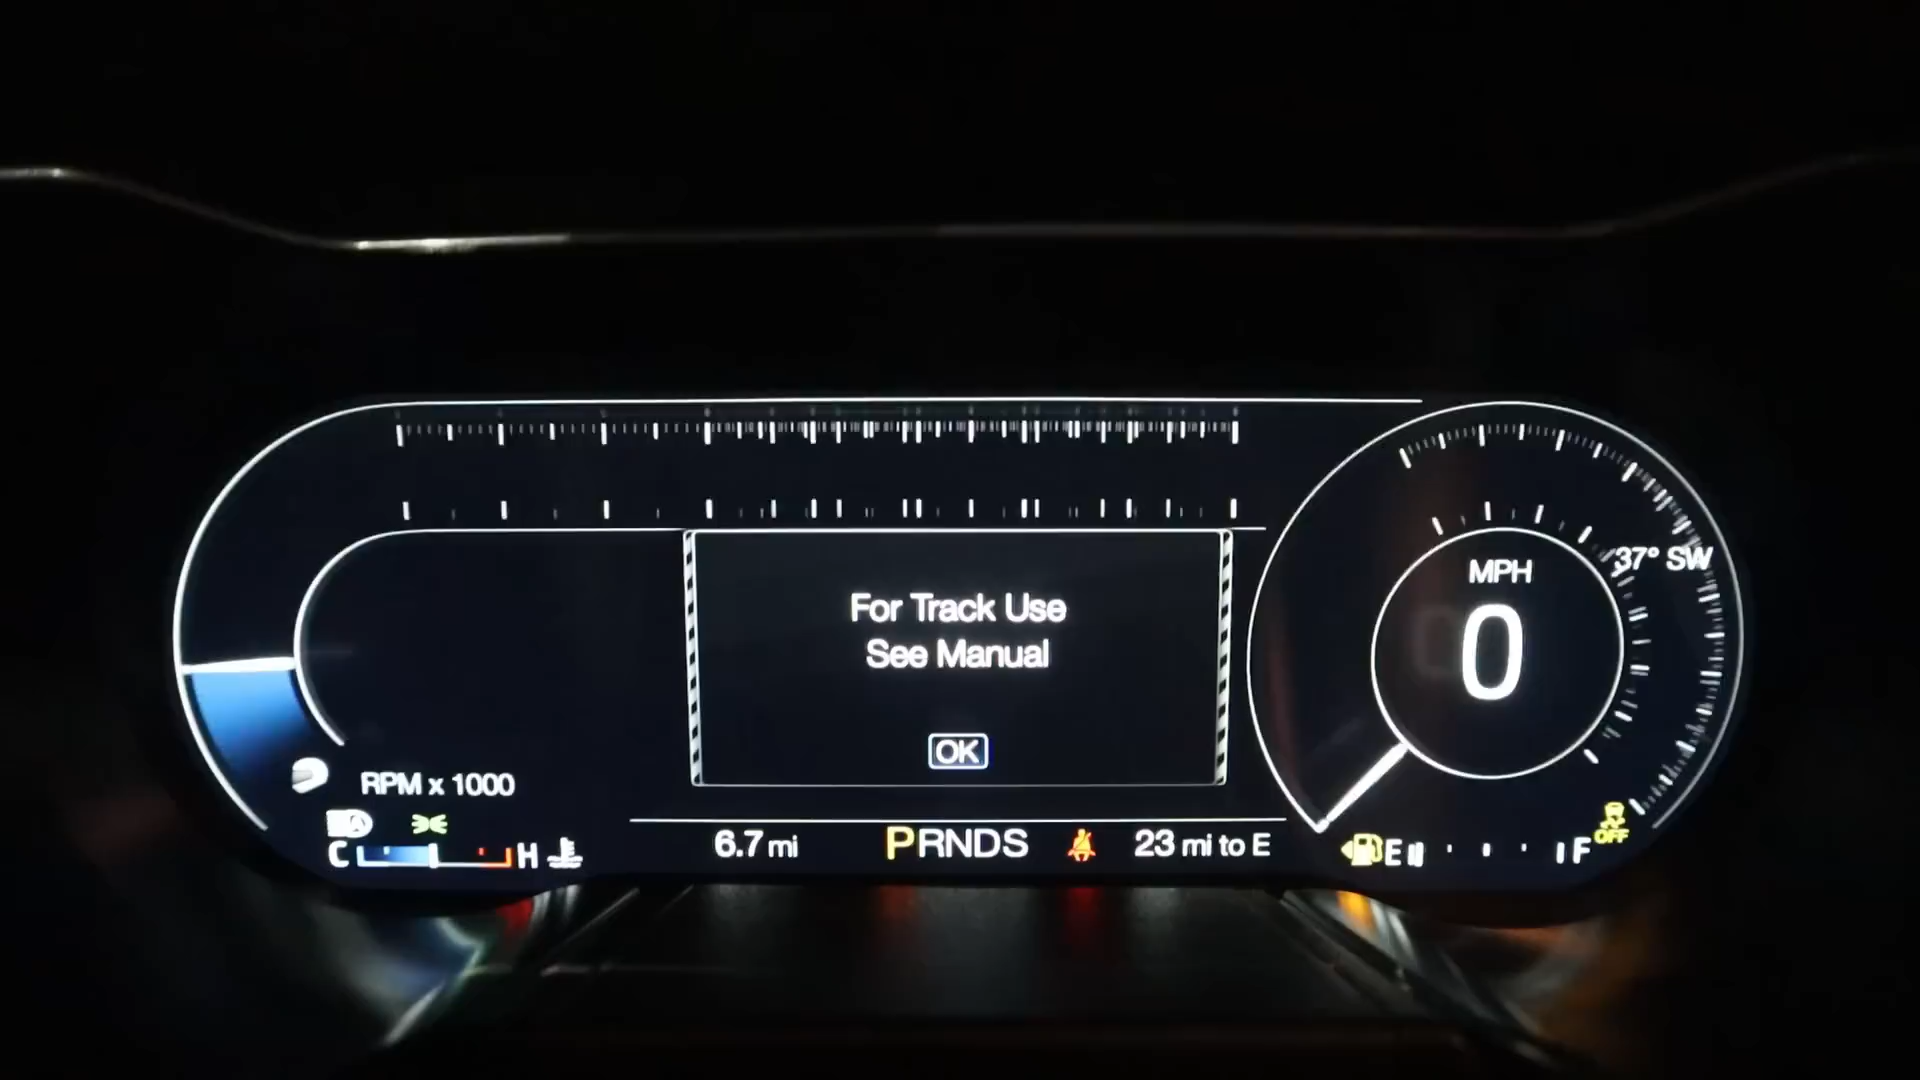 37° SW
MPH
0
For Track Use
See Manual
OK
RPM x 1000
OFF
C H
6.7 mi
PRNDS
23 mi to E
E F